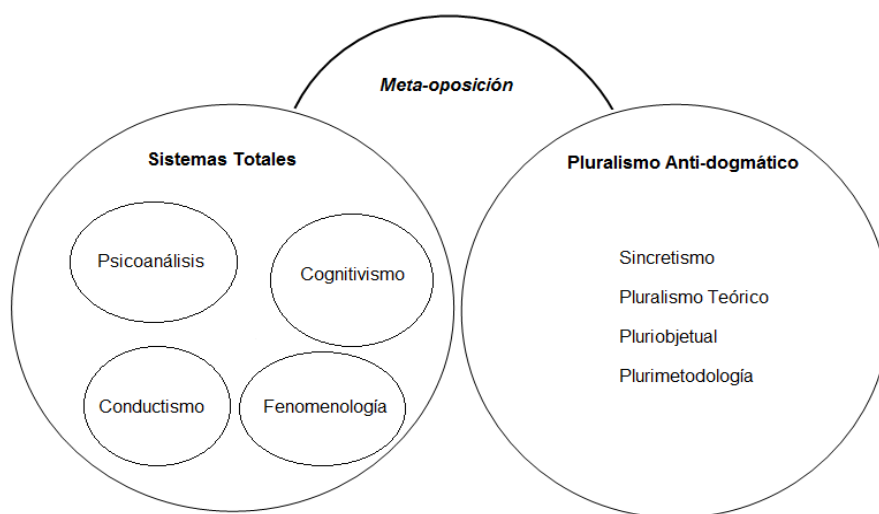 Meta-oposición
Sistemas Totales
Psicoanálisis
Cognitivismo
Conductismo
Fenomenología
Pluralismo Anti-dogmático
Sincretismo
Pluralismo Teórico
Pluriobjetual
Plurimetodología